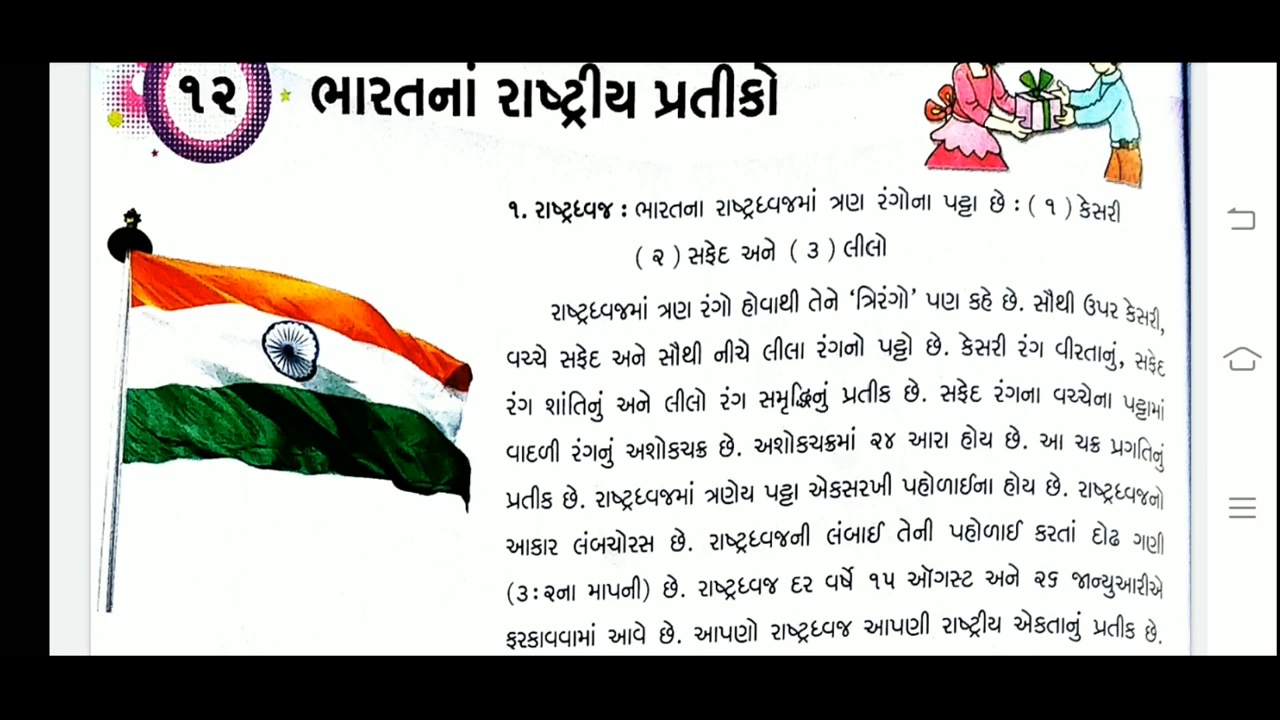 ૧૨ ભારતનાં રાષ્ટ્રીય પ્રતીકો
૧. રાષ્ટ્રધ્વજ : ભારતના રાષ્ટ્રધ્વજમાં ત્રણ રંગોના પટ્ટા છે : ( ૧ ) કેસરી
( ૨ ) સફેદ અને ( ૩ ) લીલો
રાષ્ટ્રધ્વજમાં ત્રણ રંગો હોવાથી તેને ‘ત્રિરંગો’ પણ કહે છે. સૌથી ઉપર કેસરી,
વચ્ચે સફેદ અને સૌથી નીચે લીલા રંગનો પટ્ટો છે. કેસરી રંગ વીરતાનું, સફેદ
રંગ શાંતિનું અને લીલો રંગ સમૃદ્ધિનું પ્રતીક છે. સફેદ રંગના વચ્ચેના પટ્ટામાં
વાદળી રંગનું અશોકચક્ર છે. અશોકચક્રમાં ૨૪ આરા હોય છે. આ ચક્ર પ્રગતિનું
પ્રતીક છે. રાષ્ટ્રધ્વજમાં ત્રણેય પટ્ટા એકસરખી પહોળાઈના હોય છે. રાષ્ટ્રધ્વજનો
આકાર લંબચોરસ છે. રાષ્ટ્રધ્વજની લંબાઈ તેની પહોળાઈ કરતાં દોઢ ગણી
(૩ : ૨ના માપની) છે. રાષ્ટ્રધ્વજ દર વર્ષે ૧૫ ઑગસ્ટ અને ૨૬ જાન્યુઆરીએ
ફરકાવવામાં આવે છે. આપણો રાષ્ટ્રધ્વજ આપણી રાષ્ટ્રીય એકતાનું પ્રતીક છે.